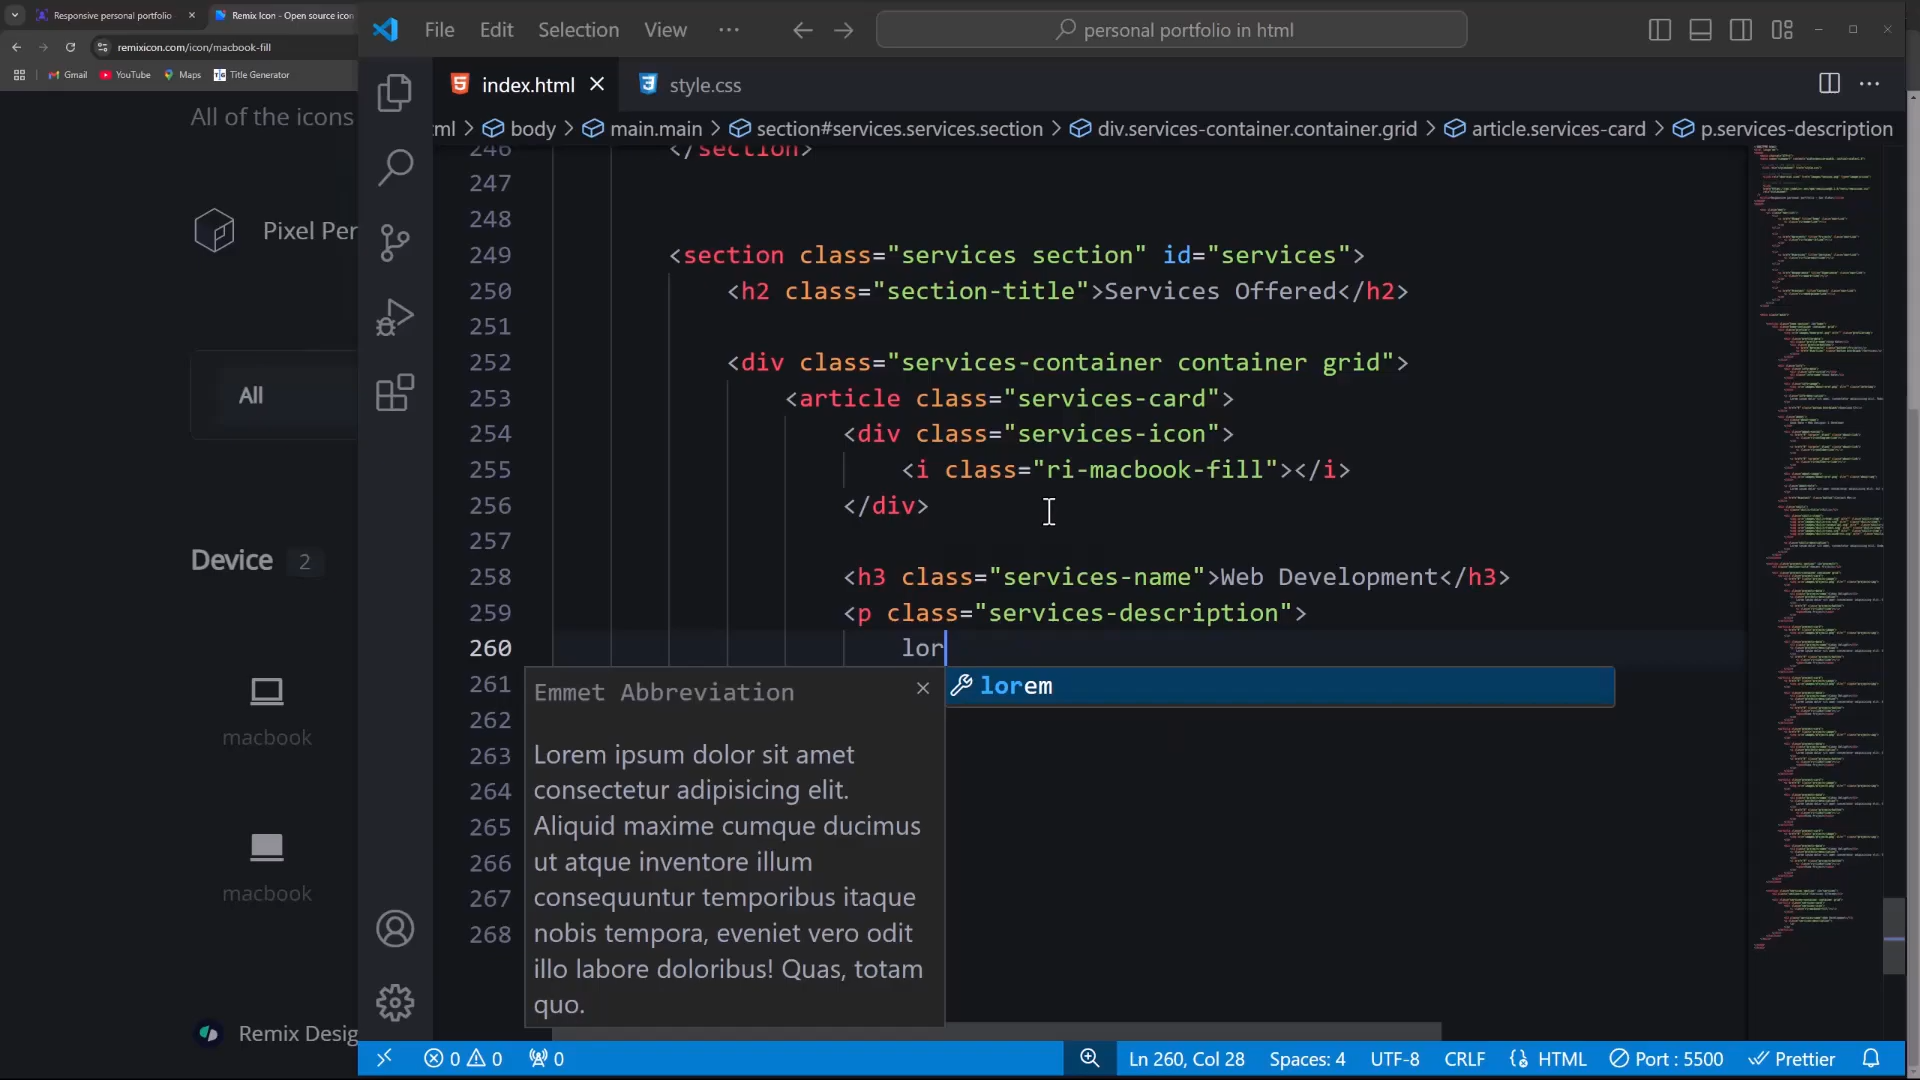 Responsive personal portfolio
Remix Icon - Open source icon
remixicon.com/icon/macbook-fill
Gmail
YouTube
Maps
Title Generator
All of the icons
Pixel Per
All
Device 2
macbook
macbook
Remix Desig
File Edit Selection View ···
personal portfolio in html
index.html
style.css
ml > body > main.main > section#services.services.section > div.services-container.container.grid > article.services-card > p.services-description
246 </section>
247
248
249 <section class="services section" id="services">
250 <h2 class="section-title">Services Offered</h2>
251
252 <div class="services-container container grid">
253 <article class="services-card">
254 <div class="services-icon">
255 <i class="ri-macbook-fill"></i>
256 </div>
257
258 <h3 class="services-name">Web Development</h3>
259 <p class="services-description">
260 lor
261
262
263
264
265
266
267
268
lorem
Emmet Abbreviation
Lorem ipsum dolor sit amet
consectetur adipisicing elit.
Aliquid maxime cumque ducimus
ut atque inventore illum
consequuntur temporibus itaque
nobis tempora, eveniet vero odit
illo labore doloribus! Quas, totam
quo.
0 0 0
Ln 260, Col 28 Spaces: 4 UTF-8 CRLF HTML Port : 5500 Prettier